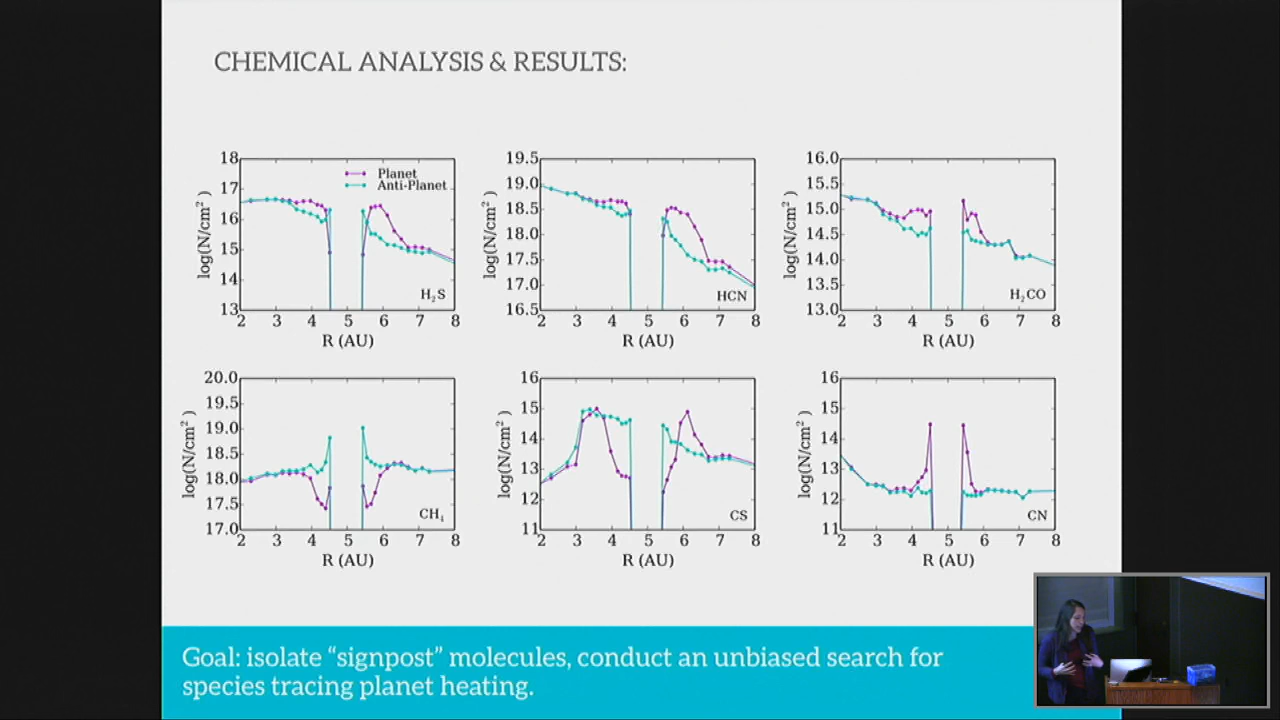 CHEMICAL ANALYSIS & RESULTS:
18
17
16
15
14
13
log(N/cm²)
Planet
Anti-Planet
H₂S
2 3 4 5 6 7 8
R (AU)
19.5
19.0
18.5
18.0
17.5
17.0
16.5
log(N/cm²)
HCN
2 3 4 5 6 7 8
R (AU)
16.0
15.5
15.0
14.5
14.0
13.5
13.0
log(N/cm²)
H₂CO
2 3 4 5 6 7 8
R (AU)
20.0
19.5
19.0
18.5
18.0
17.5
17.0
log(N/cm²)
CH₄
2 3 4 5 6 7 8
R (AU)
16
15
14
13
12
11
log(N/cm²)
CS
2 3 4 5 6 7 8
R (AU)
16
15
14
13
12
11
log(N/cm²)
CN
2 3 4 5 6 7 8
R (AU)
Goal: isolate “signpost” molecules, conduct an unbiased search for
species tracing planet heating.